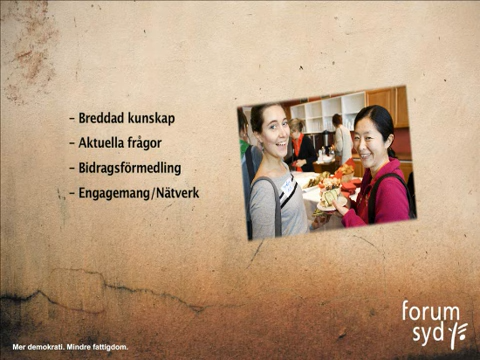 - Breddad kunskap
- Aktuella frågor
- Bidragsförmedling
- Engagemang/Nätverk
forum
syd
Mer demokrati. Mindre fattigdom.